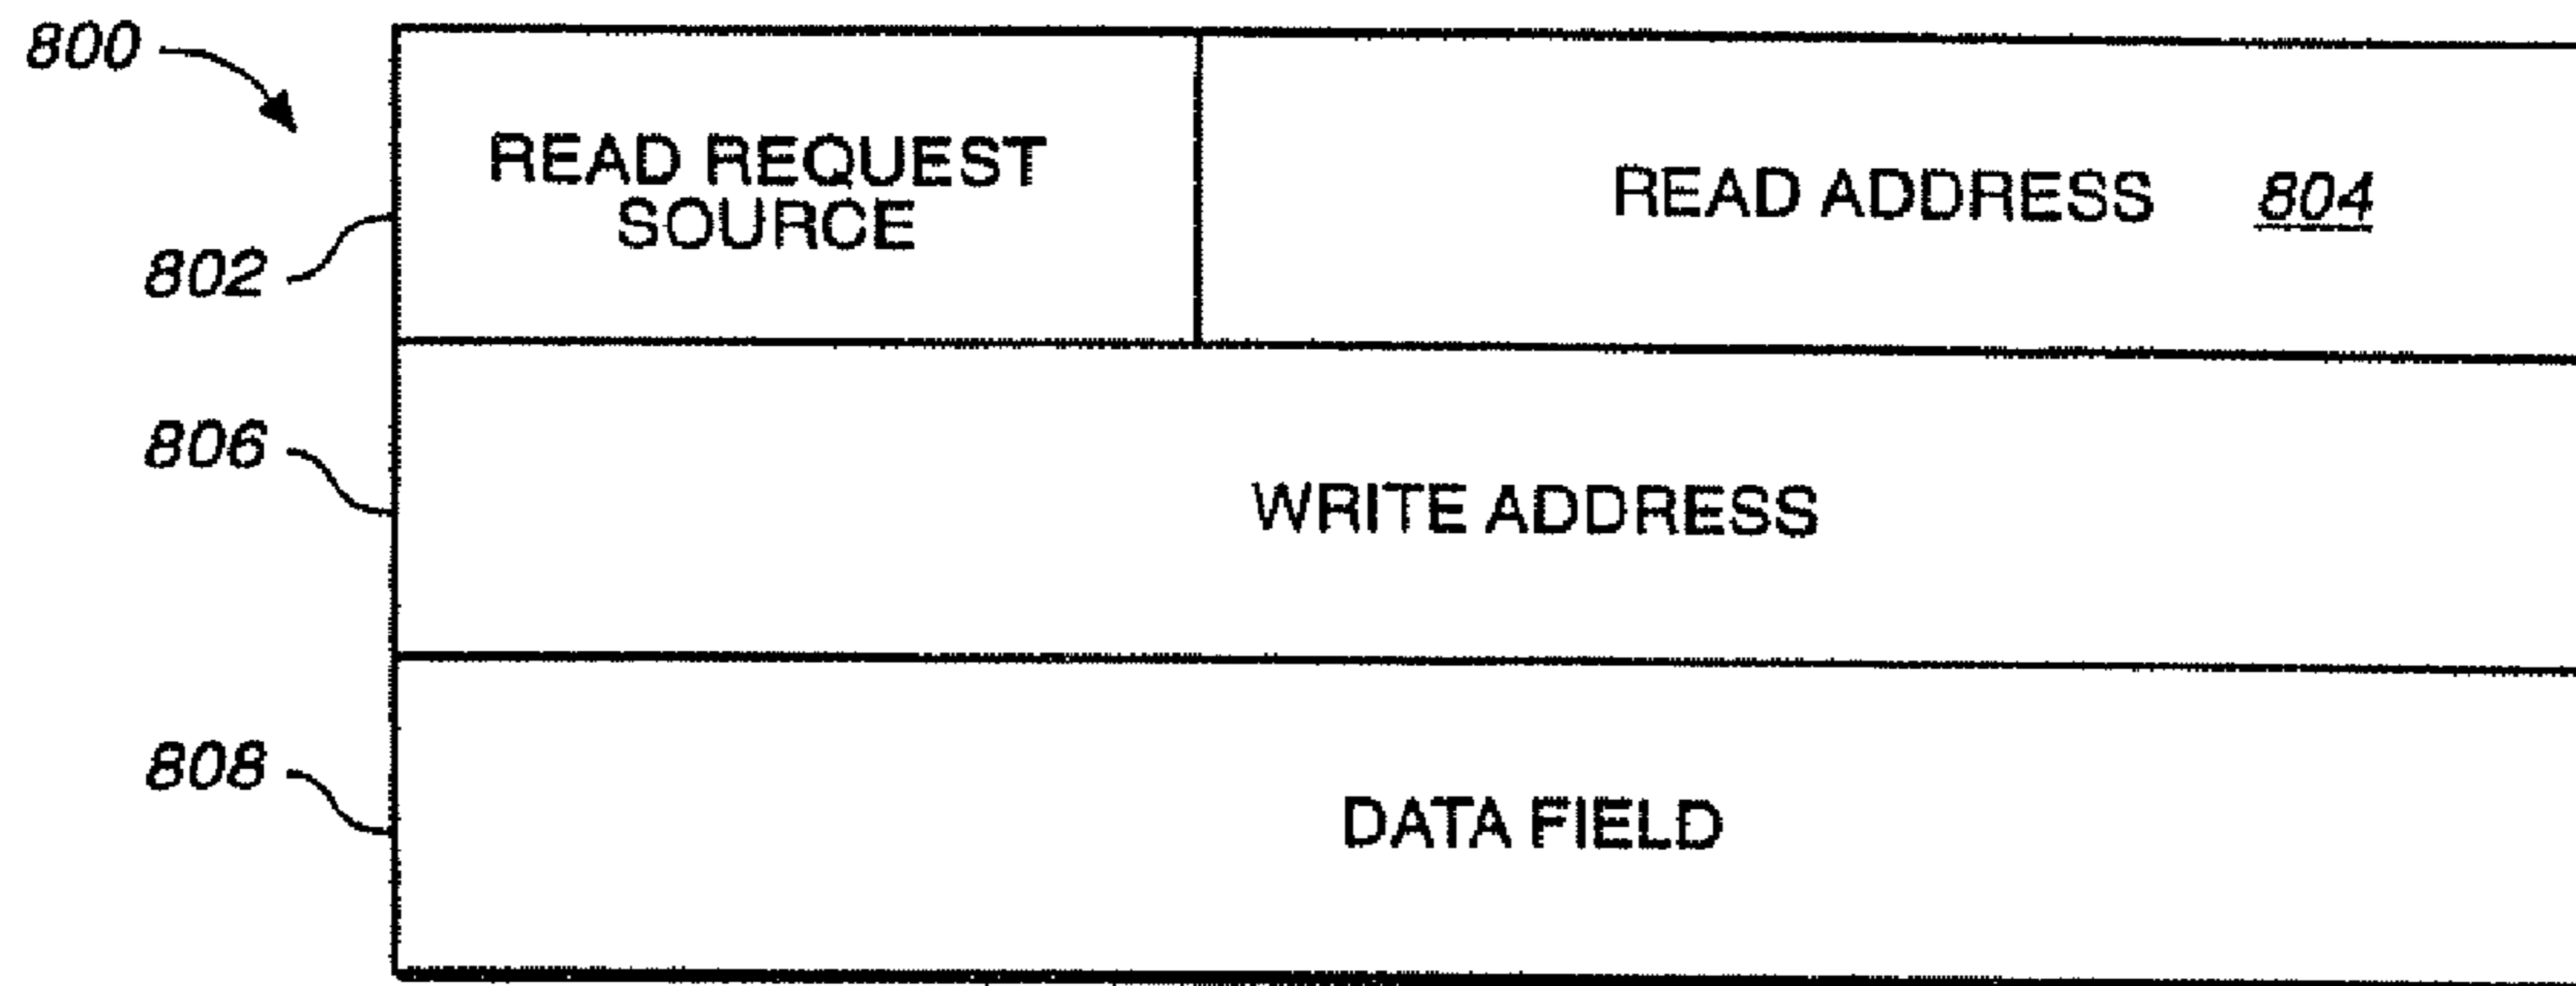 800
READ REQUEST
SOURCE
READ ADDRESS 804
802
806
WRITE ADDRESS
808
DATA FIELD